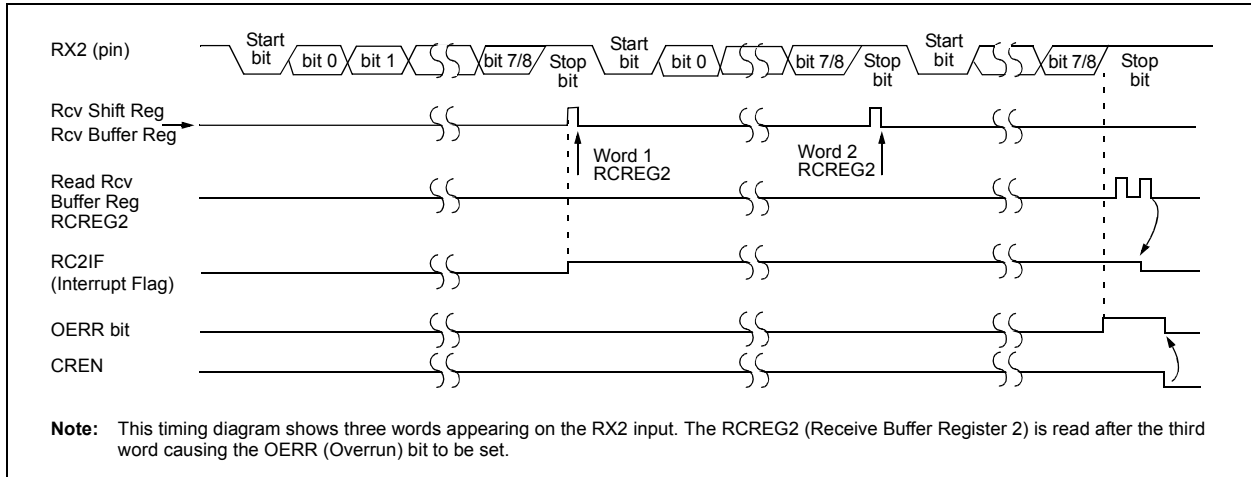 RX2 (pin)
Start bit
bit 0
bit 1
bit 7/8
Stop bit
Start bit
bit 0
bit 7/8
Stop bit
Start bit
bit 7/8
Stop bit
Rcv Shift Reg
Rcv Buffer Reg
Word 1
RCREG2
Word 2
RCREG2
Read Rcv
Buffer Reg
RCREG2
RC2IF
(Interrupt Flag)
OERR bit
CREN
Note: This timing diagram shows three words appearing on the RX2 input. The RCREG2 (Receive Buffer Register 2) is read after the third
word causing the OERR (Overrun) bit to be set.